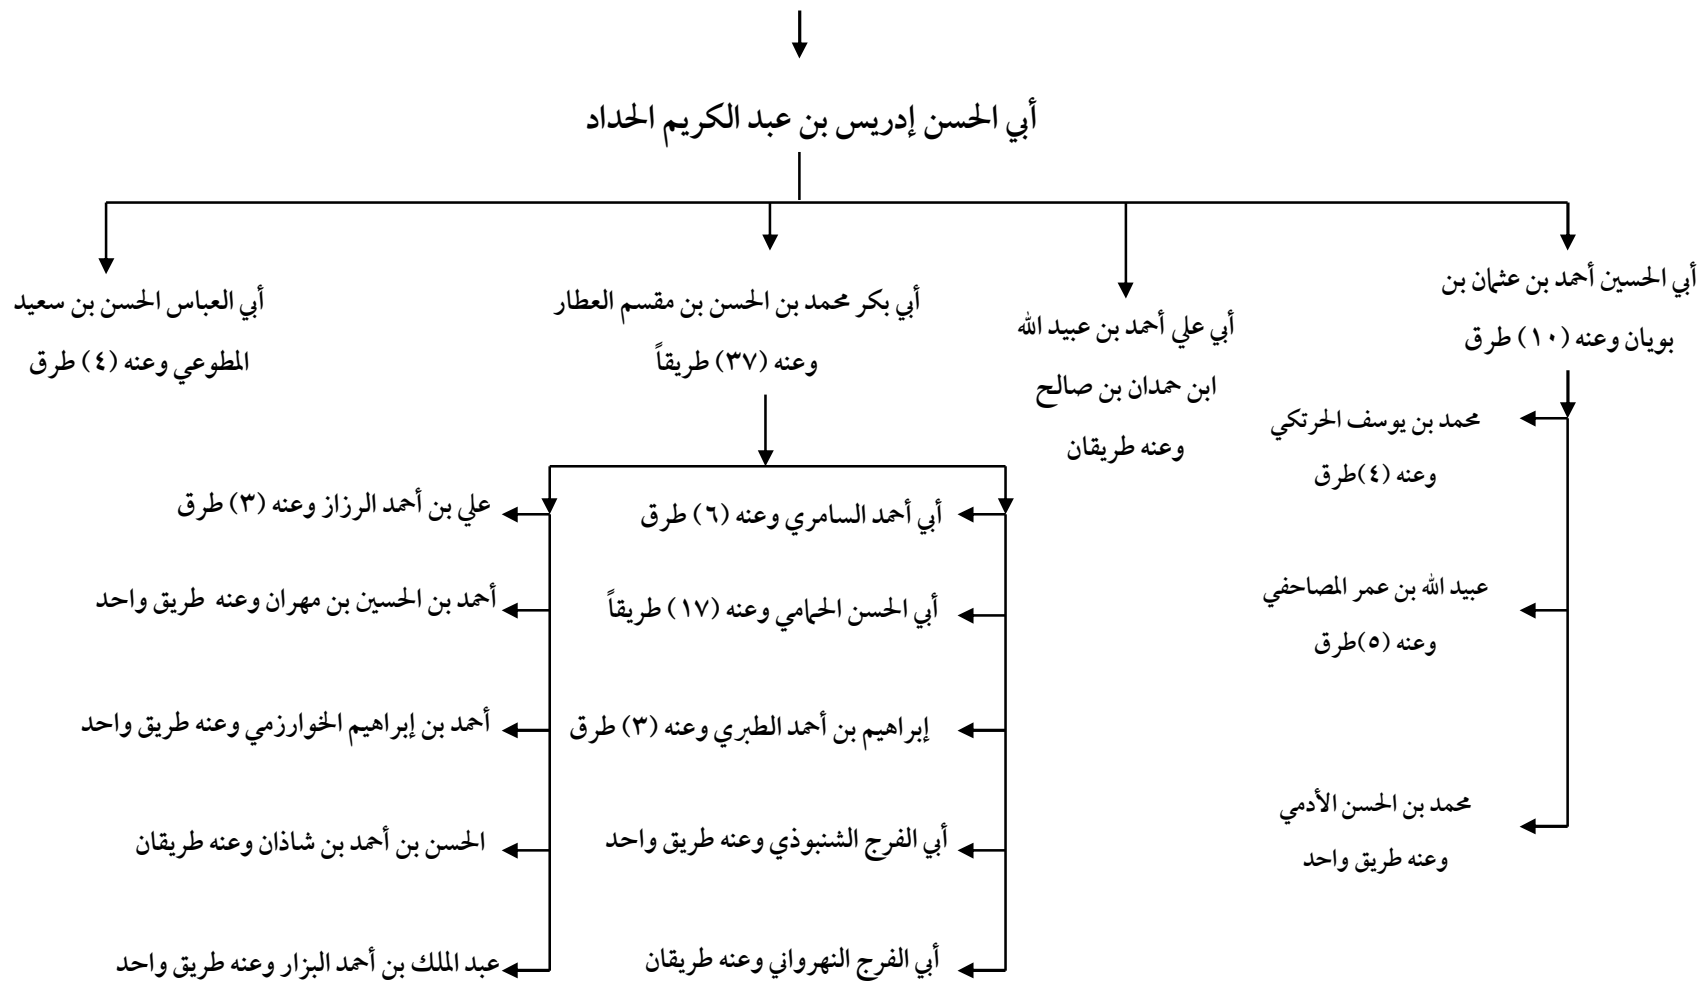 أبي الحسن إدريس بن عبد الكريم الحداد
أبي الحسين أحمد بن عثمان بن
بويان وعنه (١٠) طرق
محمد بن يوسف الحرتكي
وعنه (٤)طرق
عبيد الله بن عمر المصاحفي
وعنه (٥)طرق
محمد بن الحسن الأدمي
وعنه طريق واحد
أبي علي أحمد بن عبيد الله
ابن حمدان بن صالح
وعنه طريقان
أبي بكر محمد بن الحسن بن مقسم العطار
وعنه (٣٧) طريقاً
أبي أحمد السامري وعنه (٦) طرق
أبي الحسن الحمامي وعنه (١٧) طريقاً
إبراهيم بن أحمد الطبري وعنه (٣) طرق
أبي الفرج الشنبوذي وعنه طريق واحد
أبي الفرج النهرواني وعنه طريقان
علي بن أحمد الرزاز وعنه (٣) طرق
أحمد بن الحسين بن مهران وعنه طريق واحد
أحمد بن إبراهيم الخوارزمي وعنه طريق واحد
الحسن بن أحمد بن شاذان وعنه طريقان
عبد الملك بن أحمد البزار وعنه طريق واحد
أبي العباس الحسن بن سعيد
المطوعي وعنه (٤) طرق